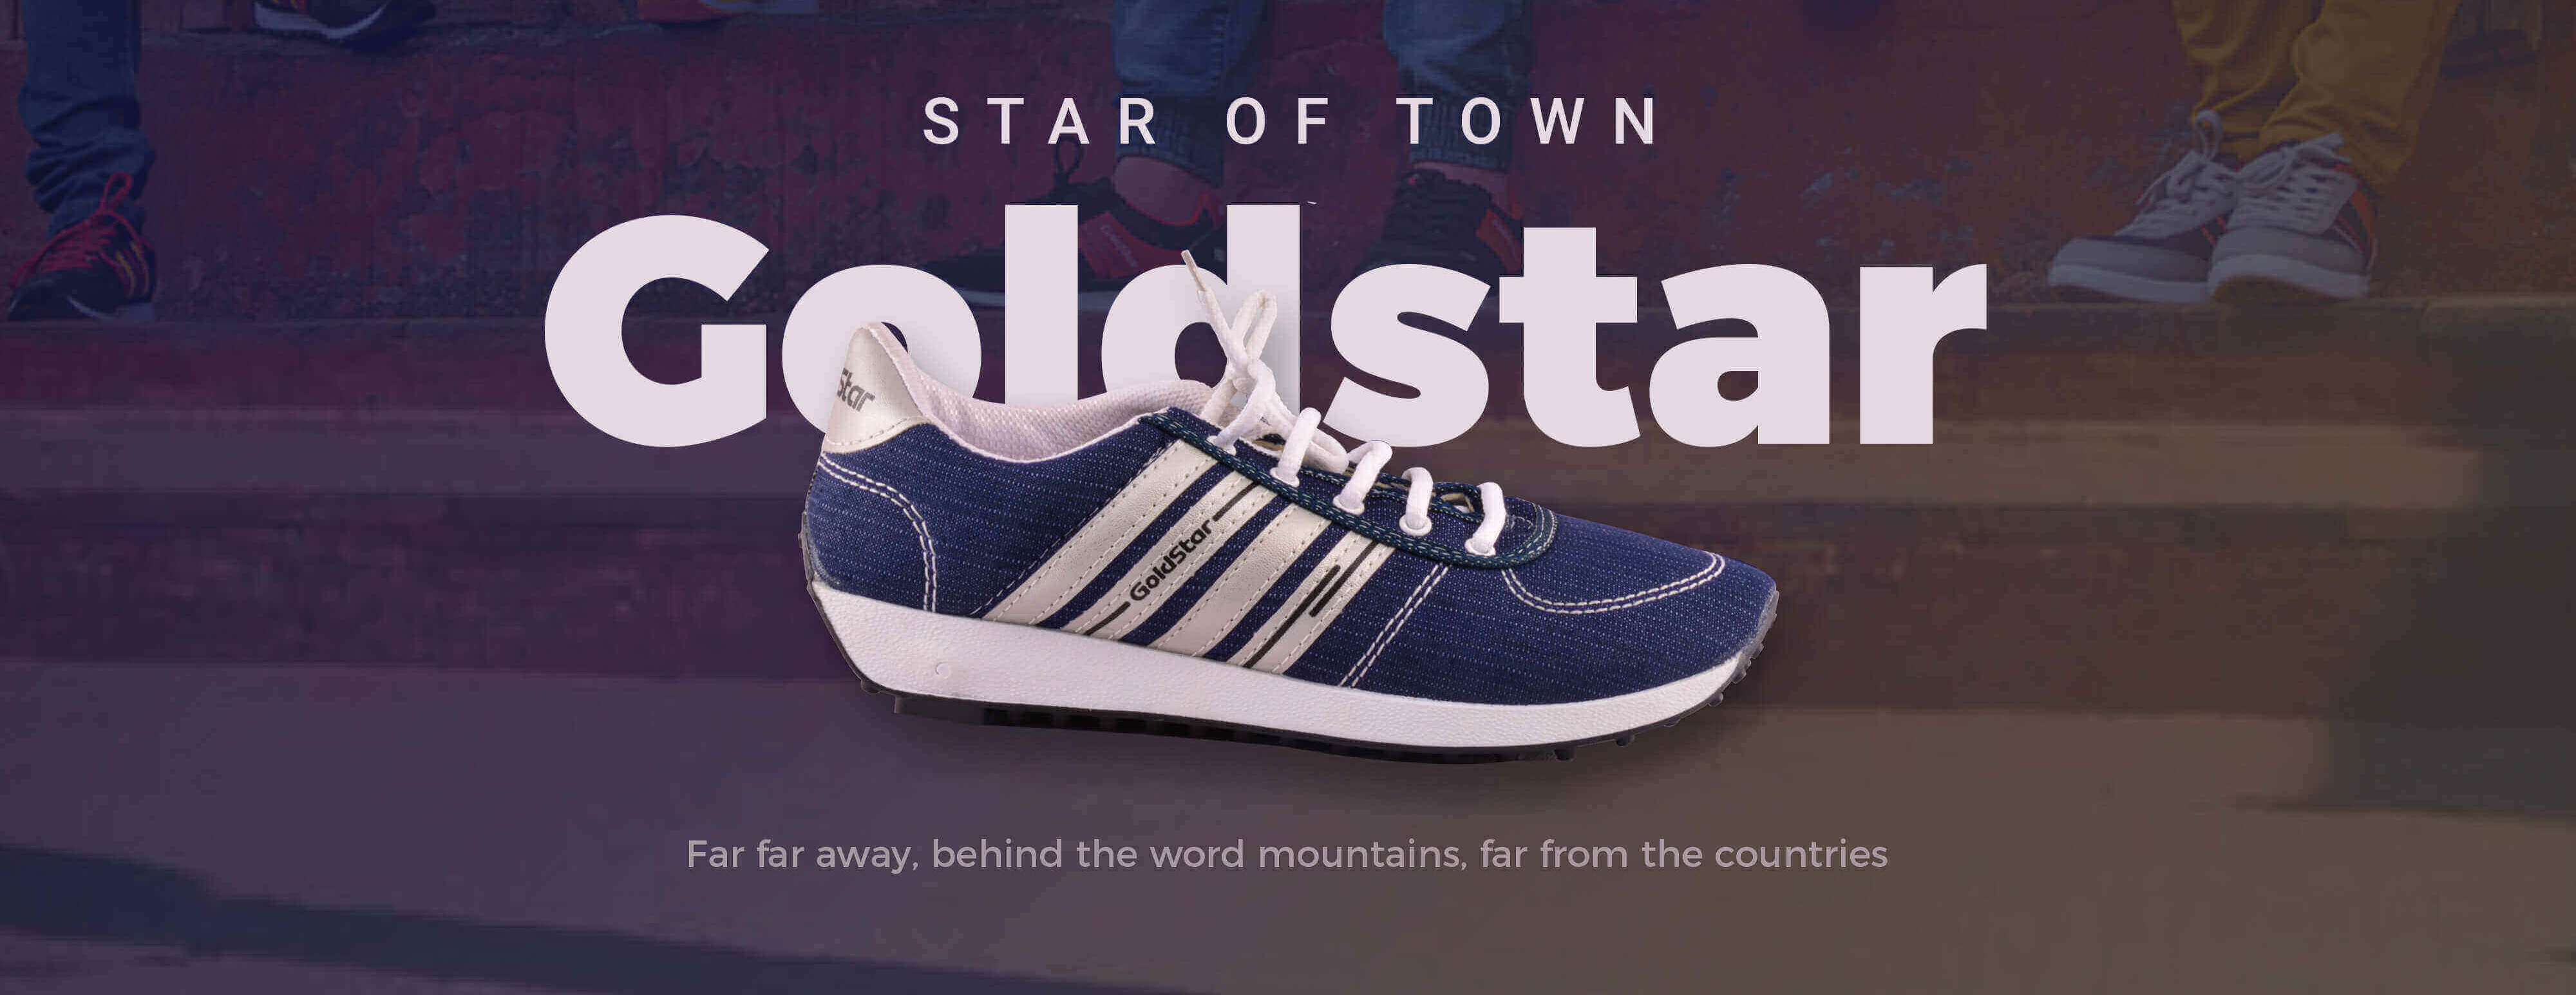 STAR OF TOWN
Goldstar
Star
GoldStar
Far far away, behind the word mountains, far from the countries